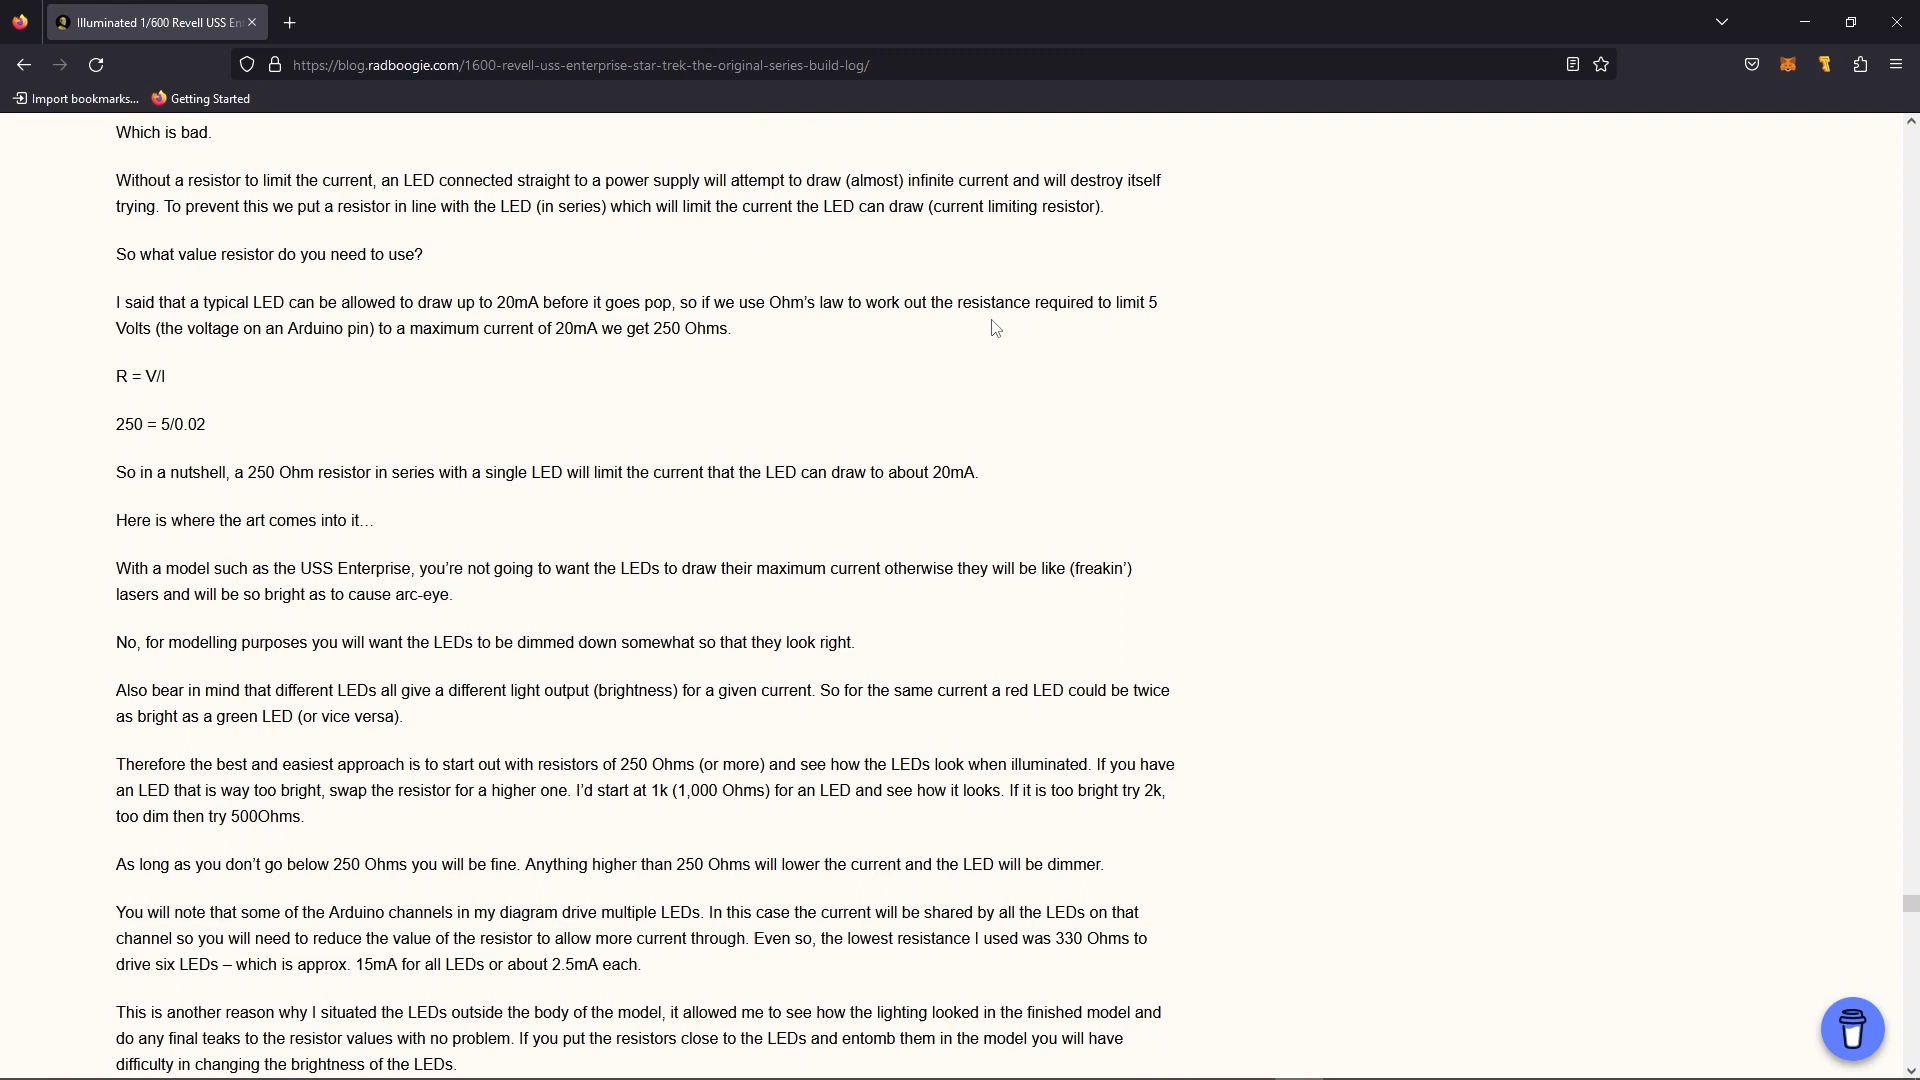 Illuminated 1/600 Revell USS En
https://blog.radboogie.com/1600-revell-uss-enterprise-star-trek-the-original-series-build-log/
Import bookmarks... Getting Started
Which is bad.
Without a resistor to limit the current, an LED connected straight to a power supply will attempt to draw (almost) infinite current and will destroy itself
trying. To prevent this we put a resistor in line with the LED (in series) which will limit the current the LED can draw (current limiting resistor).
So what value resistor do you need to use?
I said that a typical LED can be allowed to draw up to 20mA before it goes pop, so if we use Ohm's law to work out the resistance required to limit 5
Volts (the voltage on an Arduino pin) to a maximum current of 20mA we get 250 Ohms.
R = V/I
250 = 5/0.02
So in a nutshell, a 250 Ohm resistor in series with a single LED will limit the current that the LED can draw to about 20mA.
Here is where the art comes into it…
With a model such as the USS Enterprise, you're not going to want the LEDs to draw their maximum current otherwise they will be like (freakin')
lasers and will be so bright as to cause arc-eye.
No, for modelling purposes you will want the LEDs to be dimmed down somewhat so that they look right.
Also bear in mind that different LEDs all give a different light output (brightness) for a given current. So for the same current a red LED could be twice
as bright as a green LED (or vice versa).
Therefore the best and easiest approach is to start out with resistors of 250 Ohms (or more) and see how the LEDs look when illuminated. If you have
an LED that is way too bright, swap the resistor for a higher one. I'd start at 1k (1,000 Ohms) for an LED and see how it looks. If it is too bright try 2k,
too dim then try 500Ohms.
As long as you don't go below 250 Ohms you will be fine. Anything higher than 250 Ohms will lower the current and the LED will be dimmer.
You will note that some of the Arduino channels in my diagram drive multiple LEDs. In this case the current will be shared by all the LEDs on that
channel so you will need to reduce the value of the resistor to allow more current through. Even so, the lowest resistance I used was 330 Ohms to
drive six LEDs – which is approx. 15mA for all LEDs or about 2.5mA each.
This is another reason why I situated the LEDs outside the body of the model, it allowed me to see how the lighting looked in the finished model and
do any final teaks to the resistor values with no problem. If you put the resistors close to the LEDs and entomb them in the model you will have
difficulty in changing the brightness of the LEDs.